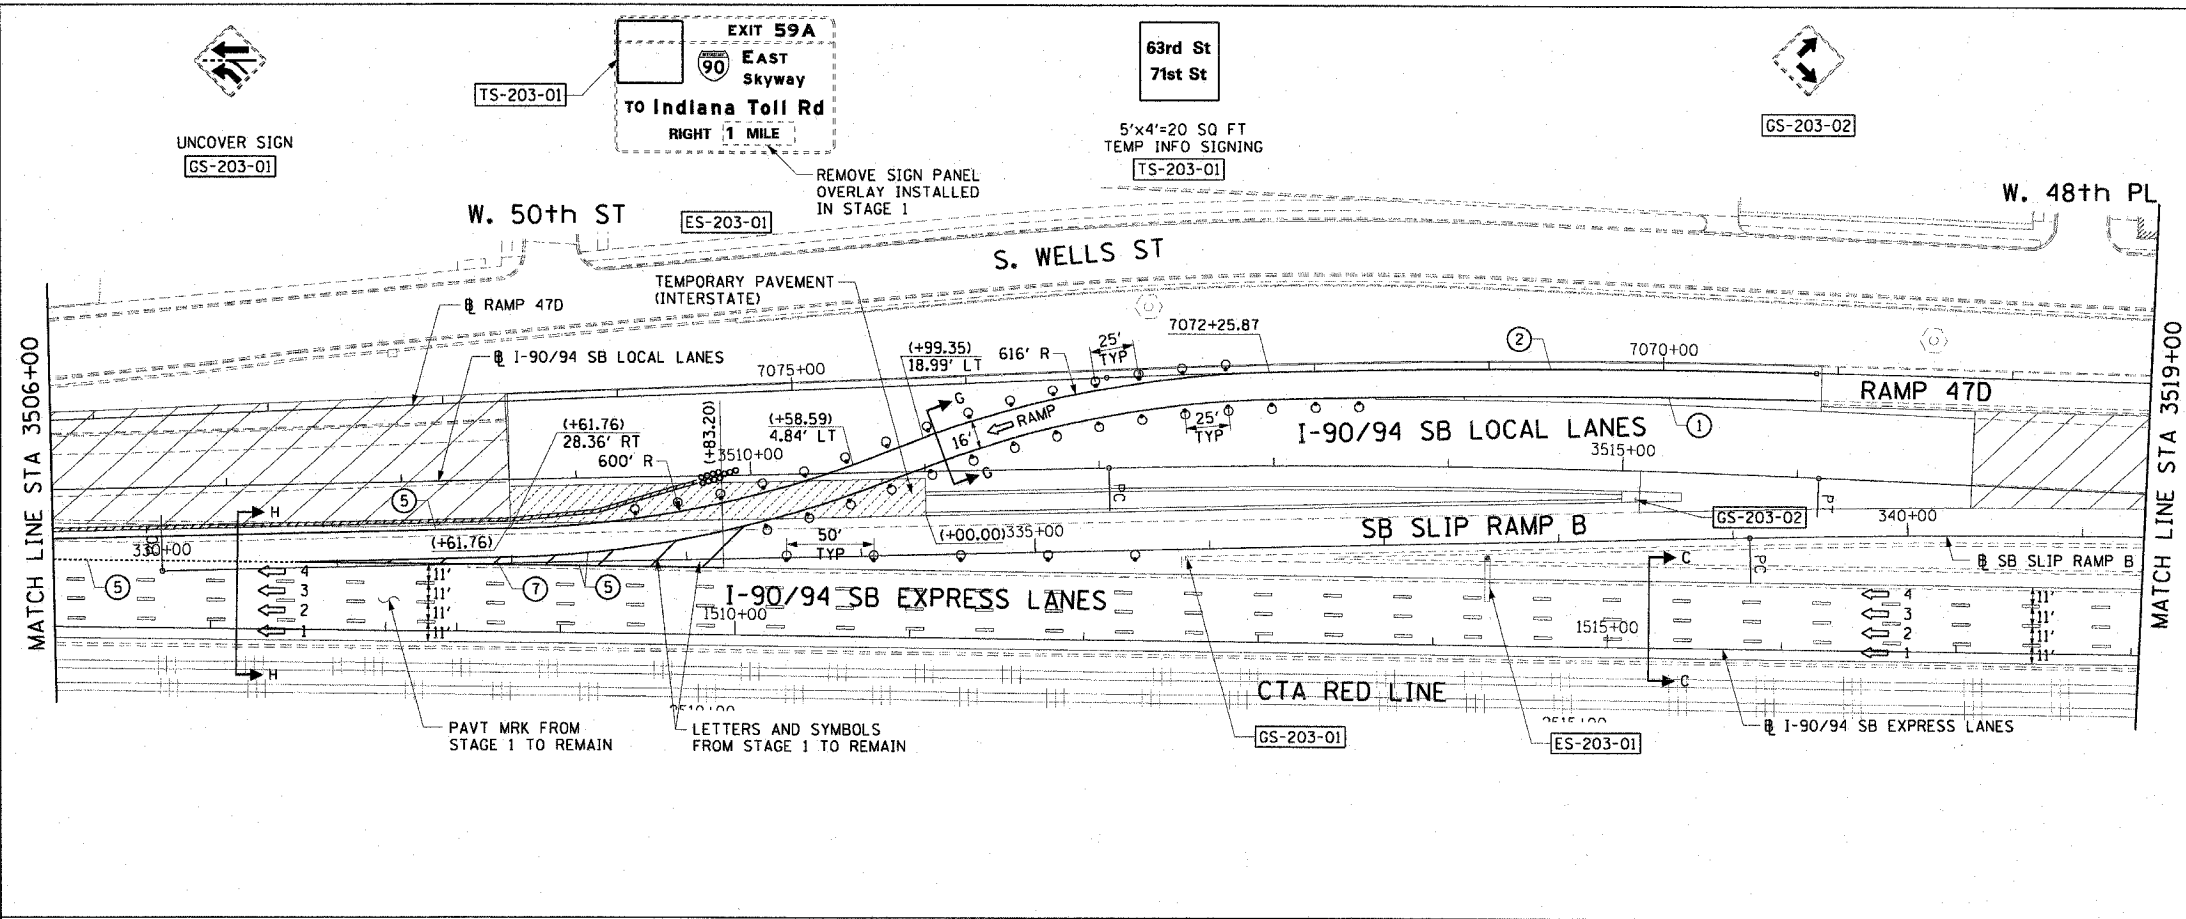 EXIT 59A
INTERSTATE 90 EAST
Skyway
TO Indiana Toll Rd
RIGHT 1 MILE
TS-203-01
63rd St
71st St
5'x4'=20 SQ FT
TEMP INFO SIGNING
TS-203-01
UNCOVER SIGN
GS-203-01
GS-203-02
REMOVE SIGN PANEL
OVERLAY INSTALLED
IN STAGE 1
ES-203-01
W. 50th ST
W. 48th PL
S. WELLS ST
TEMPORARY PAVEMENT
(INTERSTATE)
℄ RAMP 47D
℄ I-90/94 SB LOCAL LANES
MATCH LINE STA 3506+00
MATCH LINE STA 3519+00
7075+00
(+99.35)
18.99' LT
616' R
25'
TYP
7072+25.87
2
7070+00
RAMP 47D
(+61.76)
28.36' RT
600' R
(+83.20)
(+58.59)
4.84' LT
3510+00
G
RAMP
16'
G
25'
TYP
I-90/94 SB LOCAL LANES
1
3515+00
5
H
PC
PT
GS-203-02
SB SLIP RAMP B
340+00
330+00
(+61.76)
50'
TYP
(+00.00)
335+00
PC
℄ SB SLIP RAMP B
5
7
5
4
3
2
1
11'
11'
11'
11'
I-90/94 SB EXPRESS LANES
1510+00
1515+00
C
C
4
3
2
1
11'
11'
11'
11'
H
CTA RED LINE
3510+00
3515+00
PAVT MRK FROM
STAGE 1 TO REMAIN
LETTERS AND SYMBOLS
FROM STAGE 1 TO REMAIN
GS-203-01
ES-203-01
℄ I-90/94 SB EXPRESS LANES